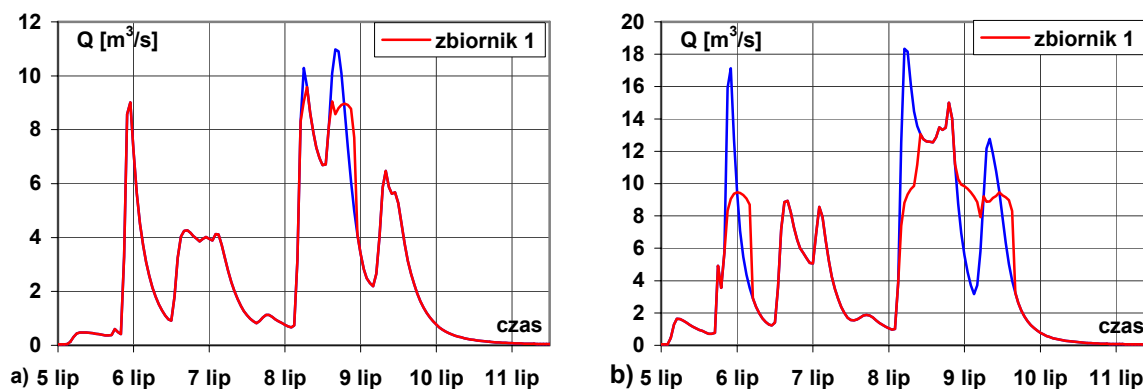 12
10
8
6
4
2
0
Q [m³/s]
zbiornik 1
czas
a) 5 lip 6 lip 7 lip 8 lip 9 lip 10 lip 11 lip
20
18
16
14
12
10
8
6
4
2
0
Q [m³/s]
zbiornik 1
czas
b) 5 lip 6 lip 7 lip 8 lip 9 lip 10 lip 11 lip